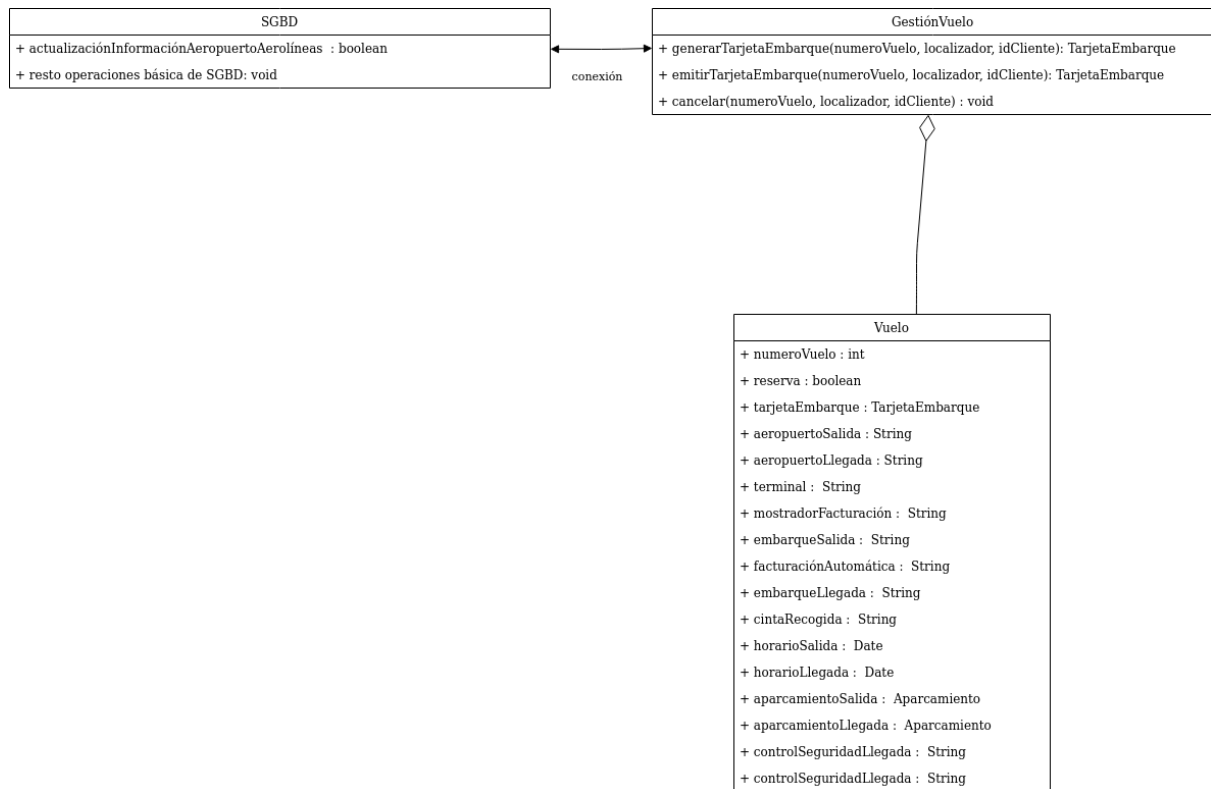 SGBD
+ actualizaciónInformaciónAeropuertoAerolíneas : boolean
+ resto operaciones básica de SGBD: void
conexión
GestiónVuelo
+ generarTarjetaEmbarque(numeroVuelo, localizador, idCliente): TarjetaEmbarque
+ emitirTarjetaEmbarque(numeroVuelo, localizador, idCliente): TarjetaEmbarque
+ cancelar(numeroVuelo, localizador, idCliente) : void
Vuelo
+ numeroVuelo : int
+ reserva : boolean
+ tarjetaEmbarque : TarjetaEmbarque
+ aeropuertoSalida : String
+ aeropuertoLlegada : String
+ terminal : String
+ mostradorFacturación : String
+ embarqueSalida : String
+ facturaciónAutomática : String
+ embarqueLlegada : String
+ cintaRecogida : String
+ horarioSalida : Date
+ horarioLlegada : Date
+ aparcamientoSalida : Aparcamiento
+ aparcamientoLlegada : Aparcamiento
+ controlSeguridadLlegada : String
+ controlSeguridadLlegada : String